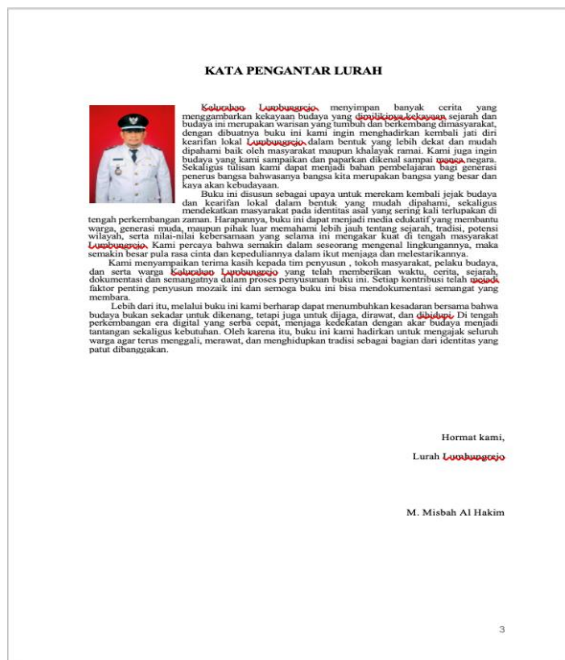 KATA PENGANTAR LURAH
Kalurahan Lumbungrejo menyimpan banyak cerita yang
menggambarkan kekayaan budaya yang dimilikinya.kekayaan sejarah dan
budaya ini merupakan warisan yang tumbuh dan berkembang dimasyarakat,
dengan dibuatnya buku ini kami ingin menghadirkan kembali jati diri
kearifan lokal Lumbungrejo dalam bentuk yang lebih dekat dan mudah
dipahami baik oleh masyarakat maupun khalayak ramai. Kami juga ingin
budaya yang kami sampaikan dan paparkan dikenal sampai manca negara.
Sekaligus tulisan kami dapat menjadi bahan pembelajaran bagi generasi
penerus bangsa bahwasanya bangsa kita merupakan bangsa yang besar dan
kaya akan kebudayaan.
Buku ini disusun sebagai upaya untuk merekam kembali jejak budaya
dan kearifan lokal dalam bentuk yang mudah dipahami, sekaligus
mendekatkan masyarakat pada identitas asal yang sering kali terlupakan di
tengah perkembangan zaman. Harapannya, buku ini dapat menjadi media edukatif yang membantu
warga, generasi muda, maupun pihak luar memahami lebih jauh tentang sejarah, tradisi, potensi
wilayah, serta nilai-nilai kebersamaan yang selama ini mengakar kuat di tengah masyarakat
Lumbungrejo. Kami percaya bahwa semakin dalam seseorang mengenal lingkungannya, maka
semakin besar pula rasa cinta dan kepeduliannya dalam ikut menjaga dan melestarikannya.
Kami menyampaikan terima kasih kepada tim penyusun , tokoh masyarakat, pelaku budaya,
dan serta warga Kalurahan Lumbungrejo yang telah memberikan waktu, cerita, sejarah,
dokumentasi dan semangatnya dalam proses penyusunan buku ini. Setiap kontribusi telah
faktor penting penyusun mozaik ini dan semoga buku ini bisa mendokumentasi semangat yang
membara.
Lebih dari itu, melalui buku ini kami berharap dapat menumbuhkan kesadaran bersama bahwa
budaya bukan sekadar untuk dikenang, tetapi juga untuk dijaga, dirawat, dan dihidupi. Di tengah
perkembangan era digital yang serba cepat, menjaga kedekatan dengan akar budaya menjadi
tantangan sekaligus kebutuhan. Oleh karena itu, buku ini kami hadirkan untuk mengajak seluruh
warga agar terus menggali, merawat, dan menghidupkan tradisi sebagai bagian dari identitas yang
patut dibanggakan.
Hormat kami,
Lurah Lumbungrejo
M. Misbah Al Hakim
3